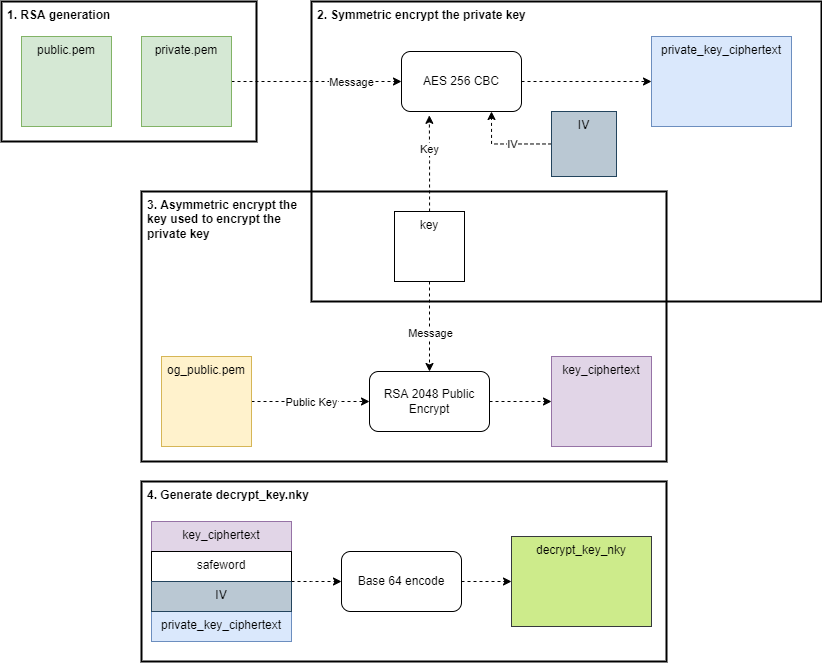 1. RSA generation
public.pem
private.pem
Message
2. Symmetric encrypt the private key
AES 256 CBC
private_key_ciphertext
IV
IV
Key
3. Asymmetric encrypt the
key used to encrypt the
private key
key
Message
og_public.pem
Public Key
RSA 2048 Public
Encrypt
key_ciphertext
4. Generate decrypt_key.nky
key_ciphertext
safeword
IV
private_key_ciphertext
Base 64 encode
decrypt_key_nky